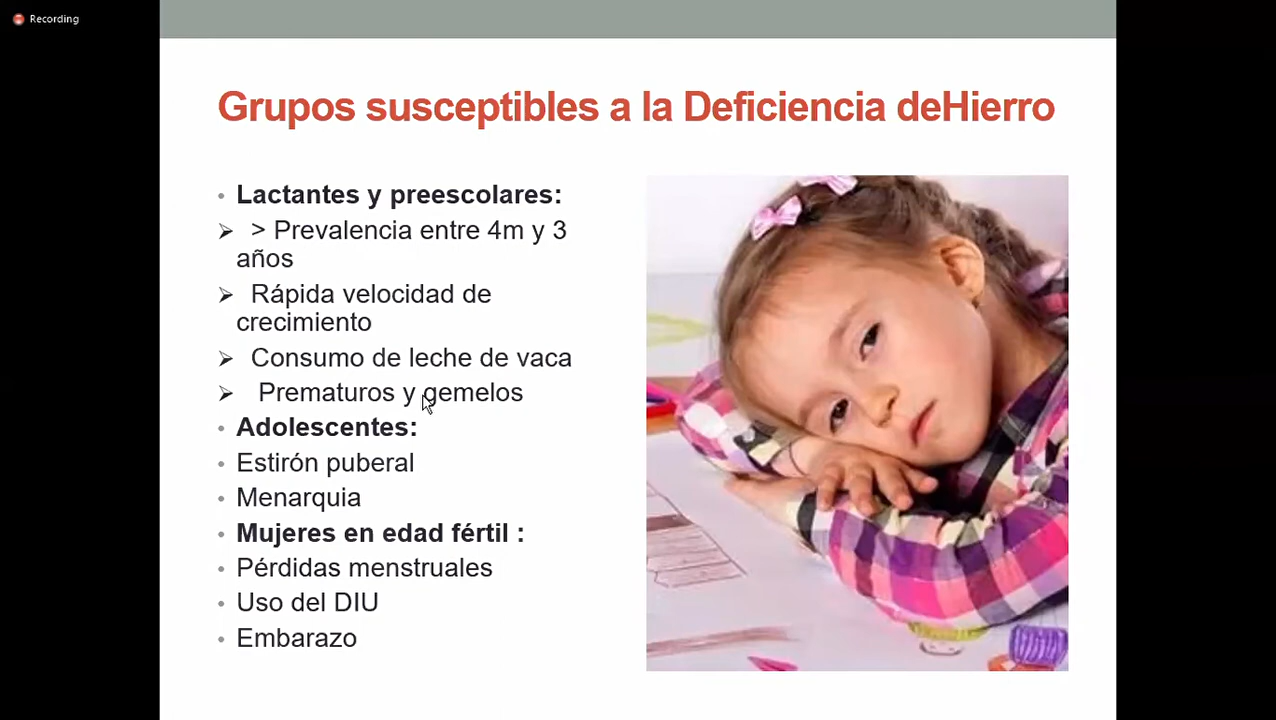 Recording
Grupos susceptibles a la Deficiencia deHierro
• Lactantes y preescolares:
➢ > Prevalencia entre 4m y 3
años
➢ Rápida velocidad de
crecimiento
➢ Consumo de leche de vaca
➢ Prematuros y gemelos
• Adolescentes:
• Estirón puberal
• Menarquia
• Mujeres en edad fértil :
• Pérdidas menstruales
• Uso del DIU
• Embarazo